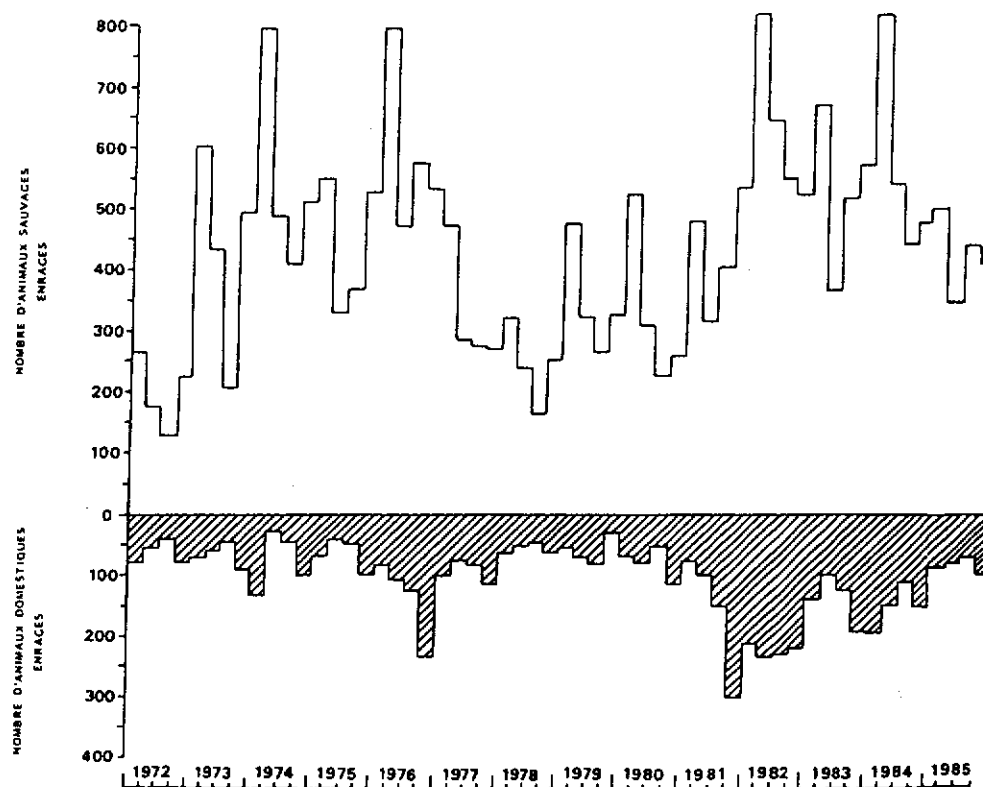 NOMBRE D'ANIMAUX SAUVAGES
ENRAGES
800
700
600
500
400
300
200
100
0
NOMBRE D'ANIMAUX DOMESTIQUES
ENRAGES
100
200
300
400
1972 1973 1974 1975 1976 1977 1978 1979 1980 1981 1982 1983 1984 1985